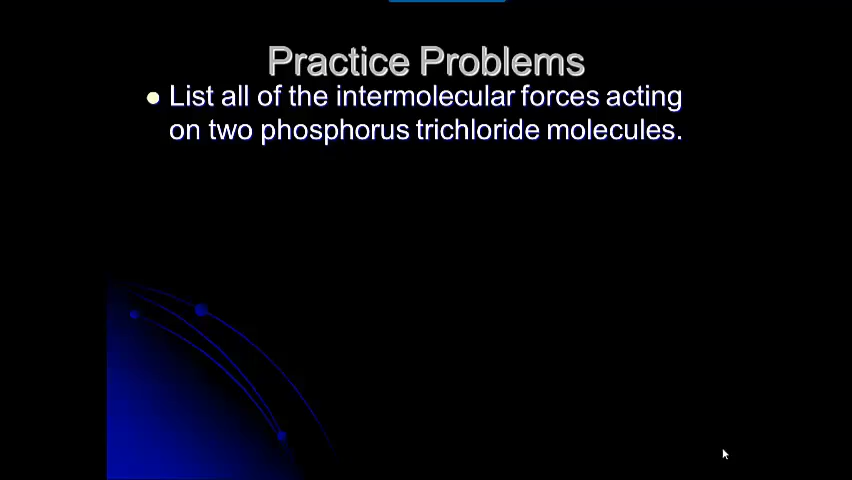 Practice Problems
List all of the intermolecular forces acting
on two phosphorus trichloride molecules.